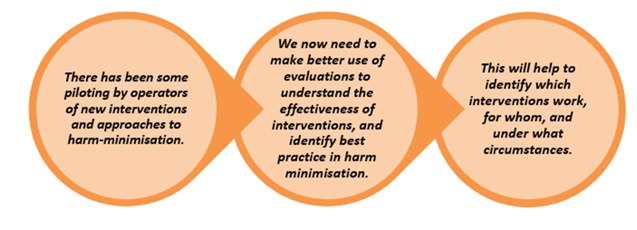 There has been some
piloting by operators
of new interventions
and approaches to
harm-minimisation.
We now need to
make better use of
evaluations to
understand the
effectiveness of
interventions, and
identify best
practice in harm
minimisation.
This will help to
identify which
interventions work,
for whom, and
under what
circumstances.